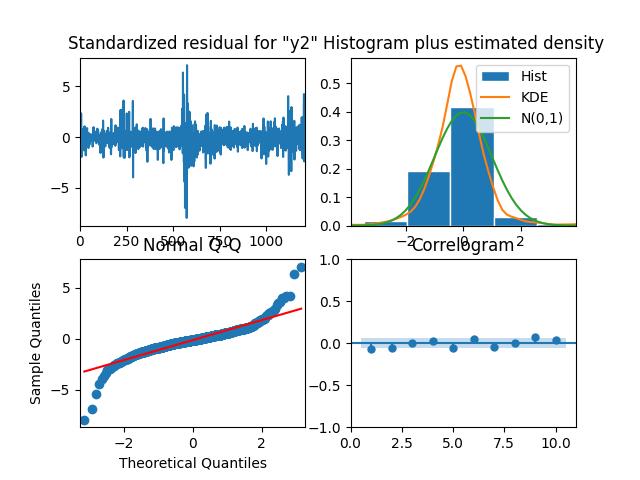 Standardized residual for "y2" Histogram plus estimated density
5
0
−5
0 250 500 750 1000
0.5
0.4
0.3
0.2
0.1
0.0
−2 0 2
Hist
KDE
N(0,1)
Normal Q-Q
Correlogram
Sample Quantiles
5
0
−5
−2 0 2
Theoretical Quantiles
1.0
0.5
0.0
−0.5
−1.0
0.0 2.5 5.0 7.5 10.0